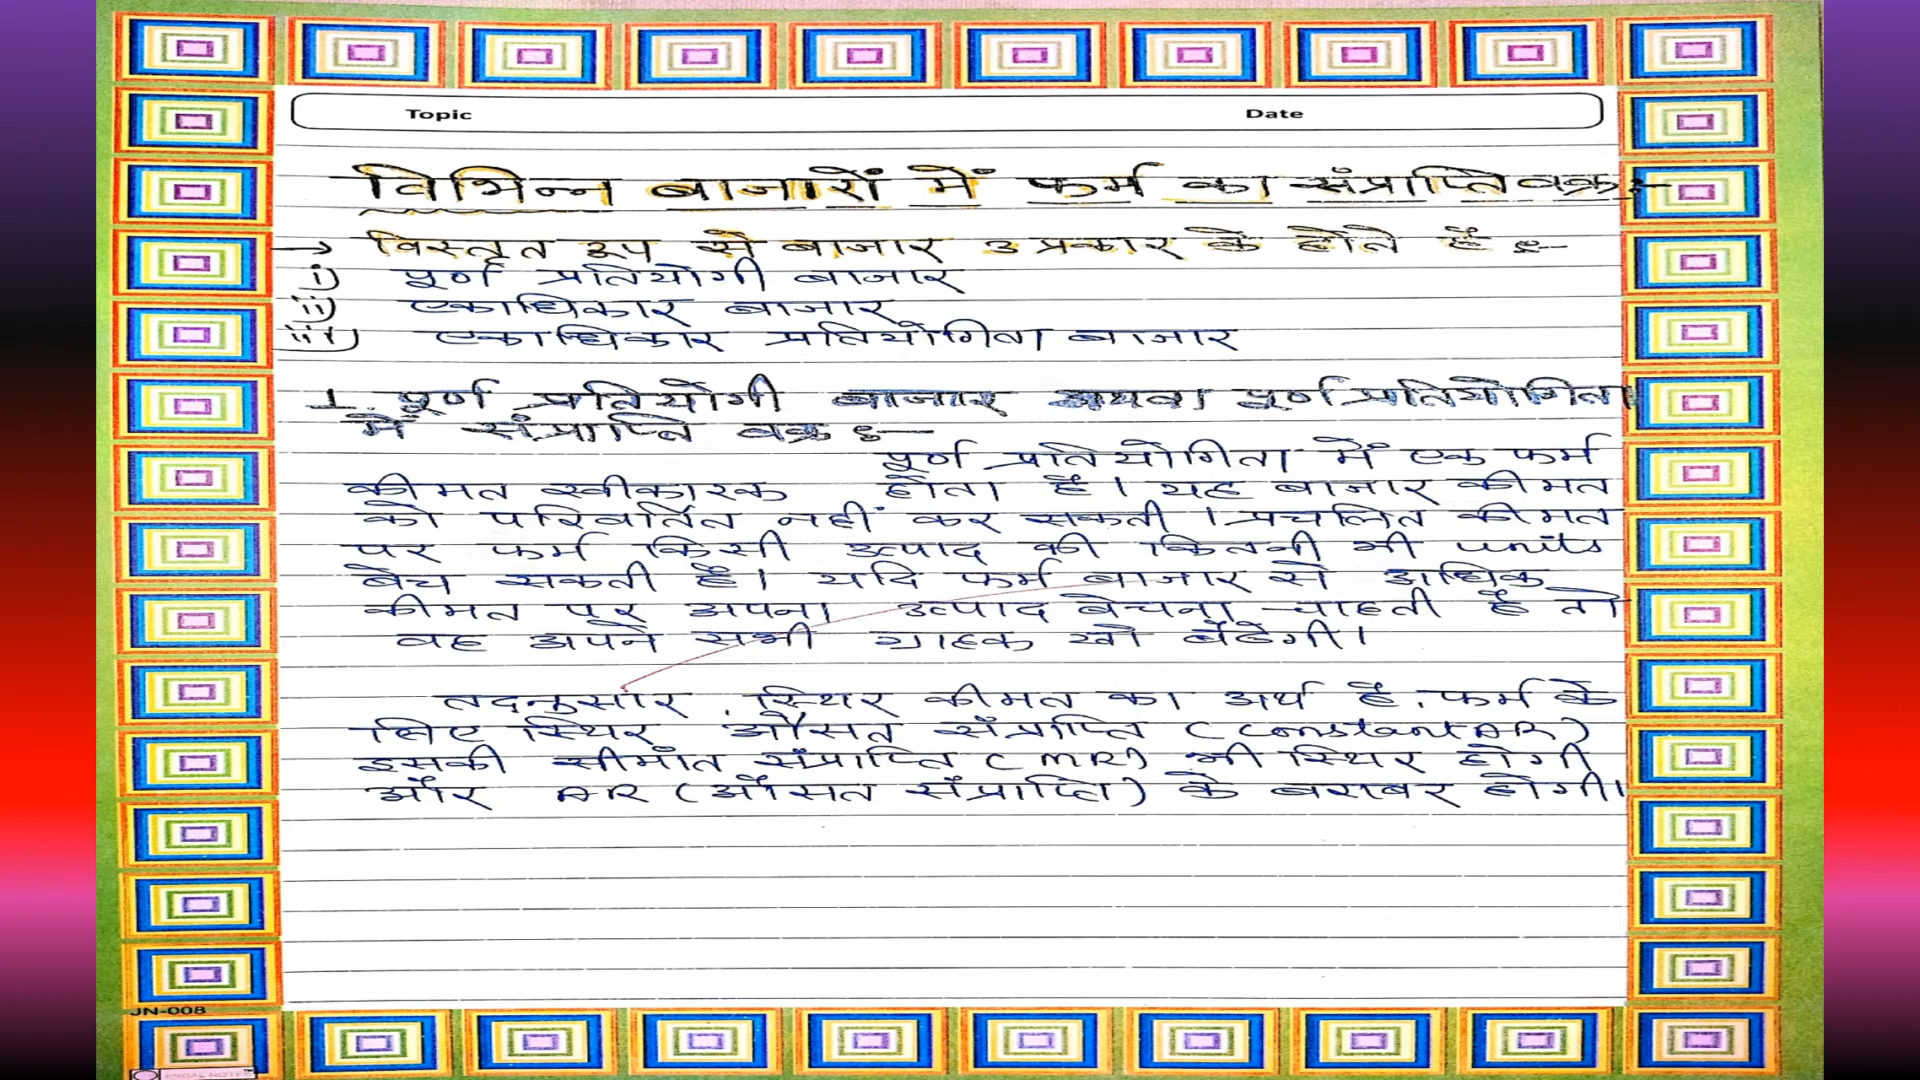 Topic Date
विभिन्न बाजारों में फर्म का संप्राप्ति वक्र :-
→ विस्तृत रूप से बाजार 3 प्रकार के होते हैं :-
i) पूर्ण प्रतियोगी बाजार
ii) एकाधिकार बाजार
iii) एकाधिकार प्रतियोगिता बाजार
1. पूर्ण प्रतियोगी बाजार अथवा पूर्ण प्रतियोगिता
में संप्राप्ति वक्र :-
पूर्ण प्रतियोगिता में एक फर्म
कीमत स्वीकारक होता है। यह बाजार कीमत
को परिवर्तित नहीं कर सकती। प्रचलित कीमत
पर फर्म किसी उत्पाद की कितनी भी units
बेच सकती है। यदि फर्म बाजार से अधिक
कीमत पर अपना उत्पाद बेचना चाहती है तो
वह अपने सभी ग्राहक खो बैठेगी।
तदनुसार, स्थिर कीमत का अर्थ है, फर्म के
लिए स्थिर औसत संप्राप्ति (Constant AR)
इसकी सीमांत संप्राप्ति (MR) भी स्थिर होगी
और AR (औसत संप्राप्ति) के बराबर होगी।
JN-008